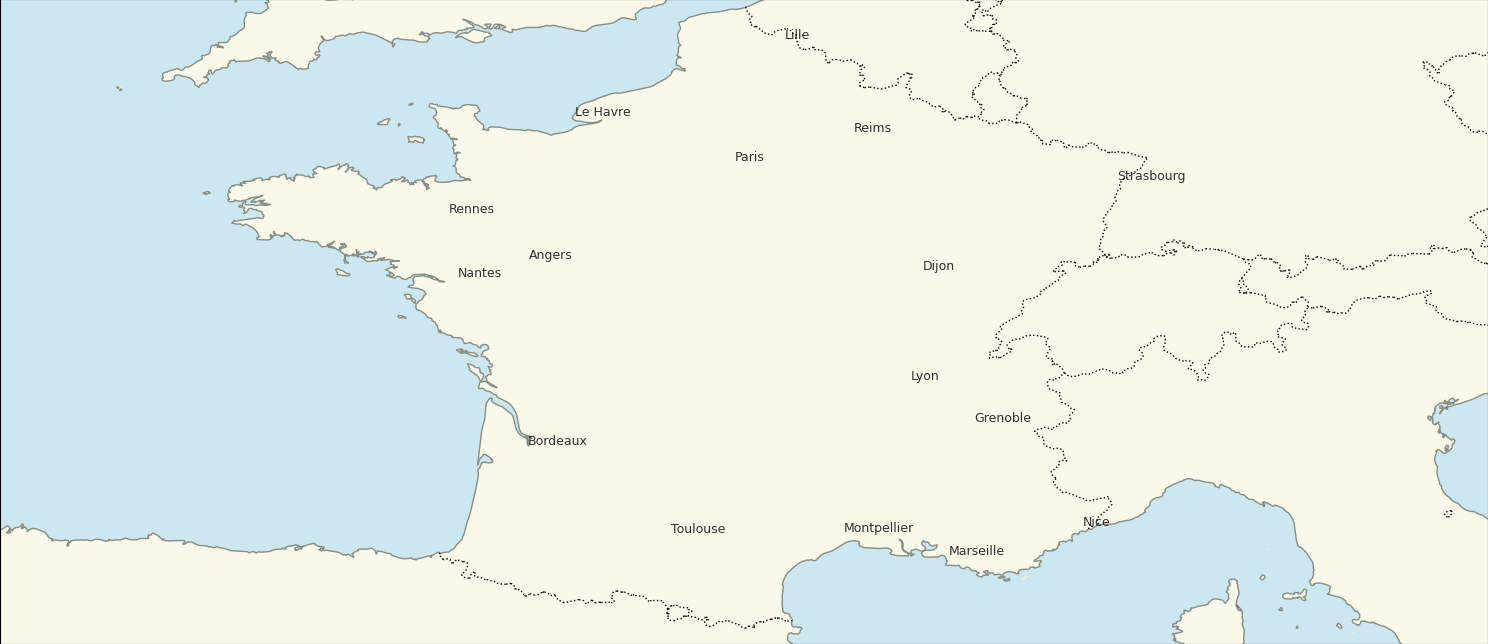 Lille
Le Havre
Reims
Paris
Strasbourg
Rennes
Angers
Dijon
Nantes
Lyon
Grenoble
Bordeaux
Nice
Montpellier
Toulouse
Marseille